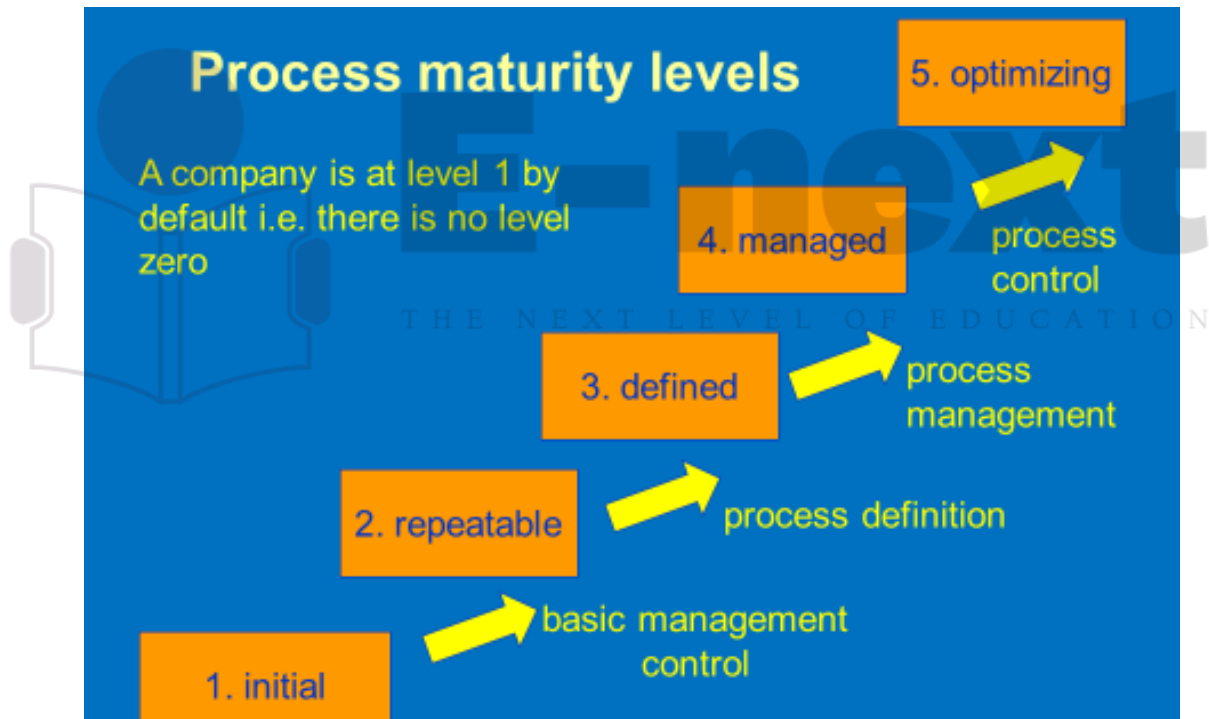 Process maturity levels
5. optimizing
A company is at level 1 by
default i.e. there is no level
zero
E-next
THE NEXT LEVEL OF EDUCATION
4. managed
process
control
3. defined
process
management
2. repeatable
process definition
basic management
control
1. initial